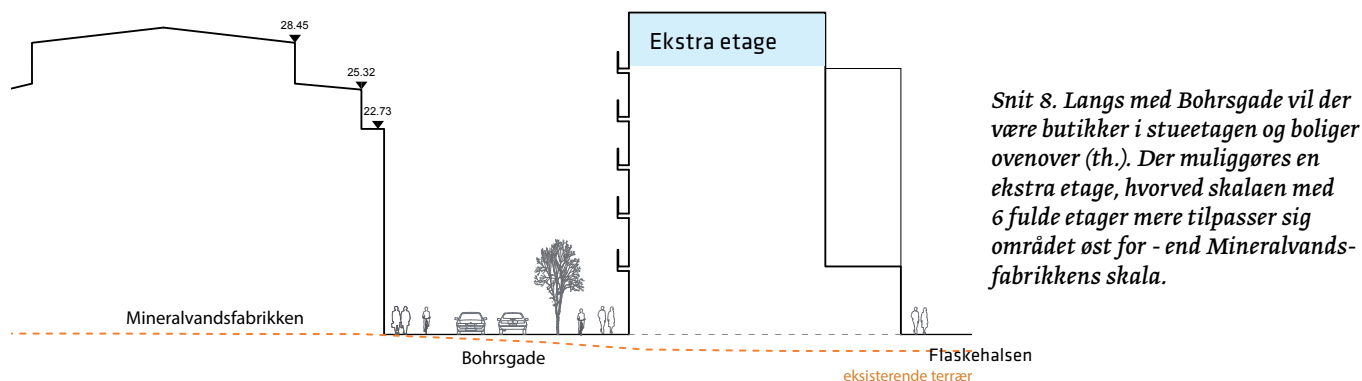 28.45
25.32
22.73
Ekstra etage
Mineralvandsfabrikken
Bohrsgade
Flaskehalsen
eksisterende terræn
Snit 8. Langs med Bohrsgade vil der
være butikker i stueetagen og boliger
ovenover (th.). Der muliggøres en
ekstra etage, hvorved skalaen med
6 fulde etager mere tilpasser sig
området øst for - end Mineralvands-
fabrikkens skala.